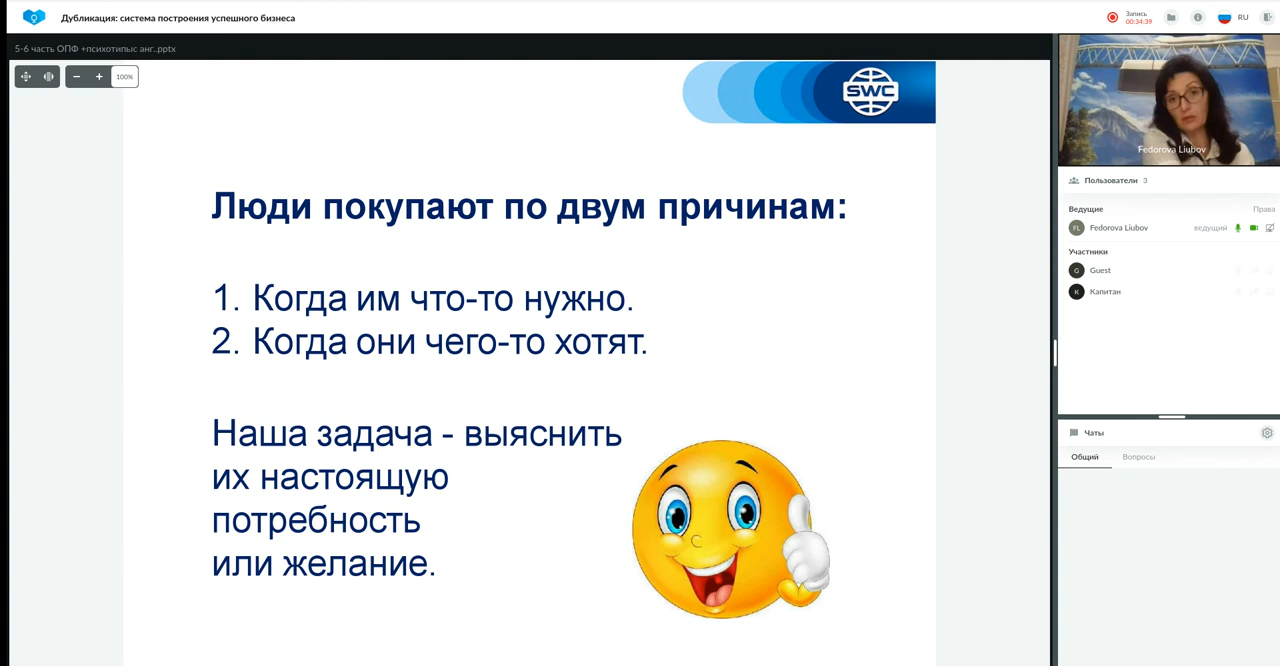 Дубликация: система построения успешного бизнеса
Запись
00:34:39
RU
5-6 часть ОПФ +психотипыс анг..pptx
100%
SWC
Люди покупают по двум причинам:
1. Когда им что-то нужно.
2. Когда они чего-то хотят.
Наша задача - выяснить
их настоящую
потребность
или желание.
Fedorova Liubov
Пользователи 3
Ведущие Права
FL Fedorova Liubov ведущий
Участники
G Guest
К Капитан
Чаты
Общий Вопросы